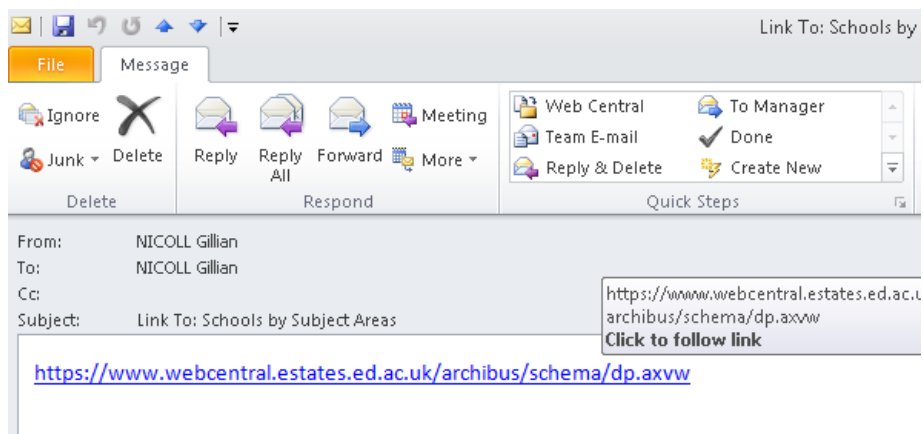 Link To: Schools by
File Message
Ignore
Junk
Delete
Reply
Reply All
Forward
Meeting
More
Web Central
To Manager
Team E-mail
Done
Reply & Delete
Create New
Delete
Respond
Quick Steps
From: NICOLL Gillian
To: NICOLL Gillian
Cc:
Subject: Link To: Schools by Subject Areas
https://www.webcentral.estates.ed.ac.u
archibus/schema/dp.axvw
Click to follow link
https://www.webcentral.estates.ed.ac.uk/archibus/schema/dp.axvw